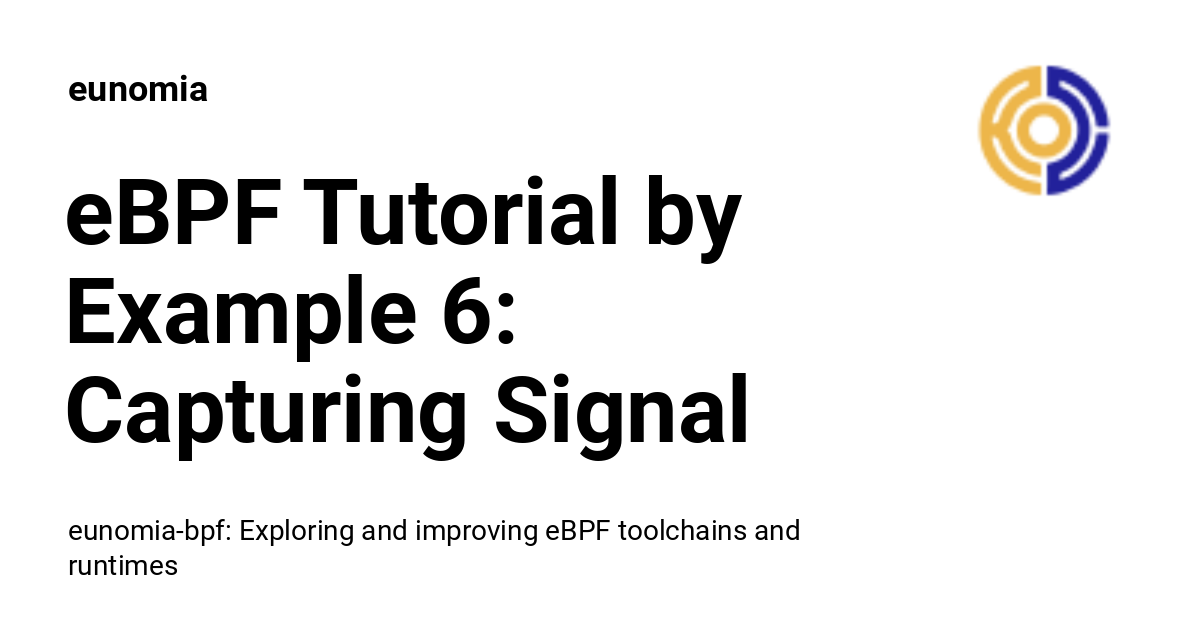 eunomia
eBPF Tutorial by
Example 6:
Capturing Signal
eunomia-bpf: Exploring and improving eBPF toolchains and
runtimes